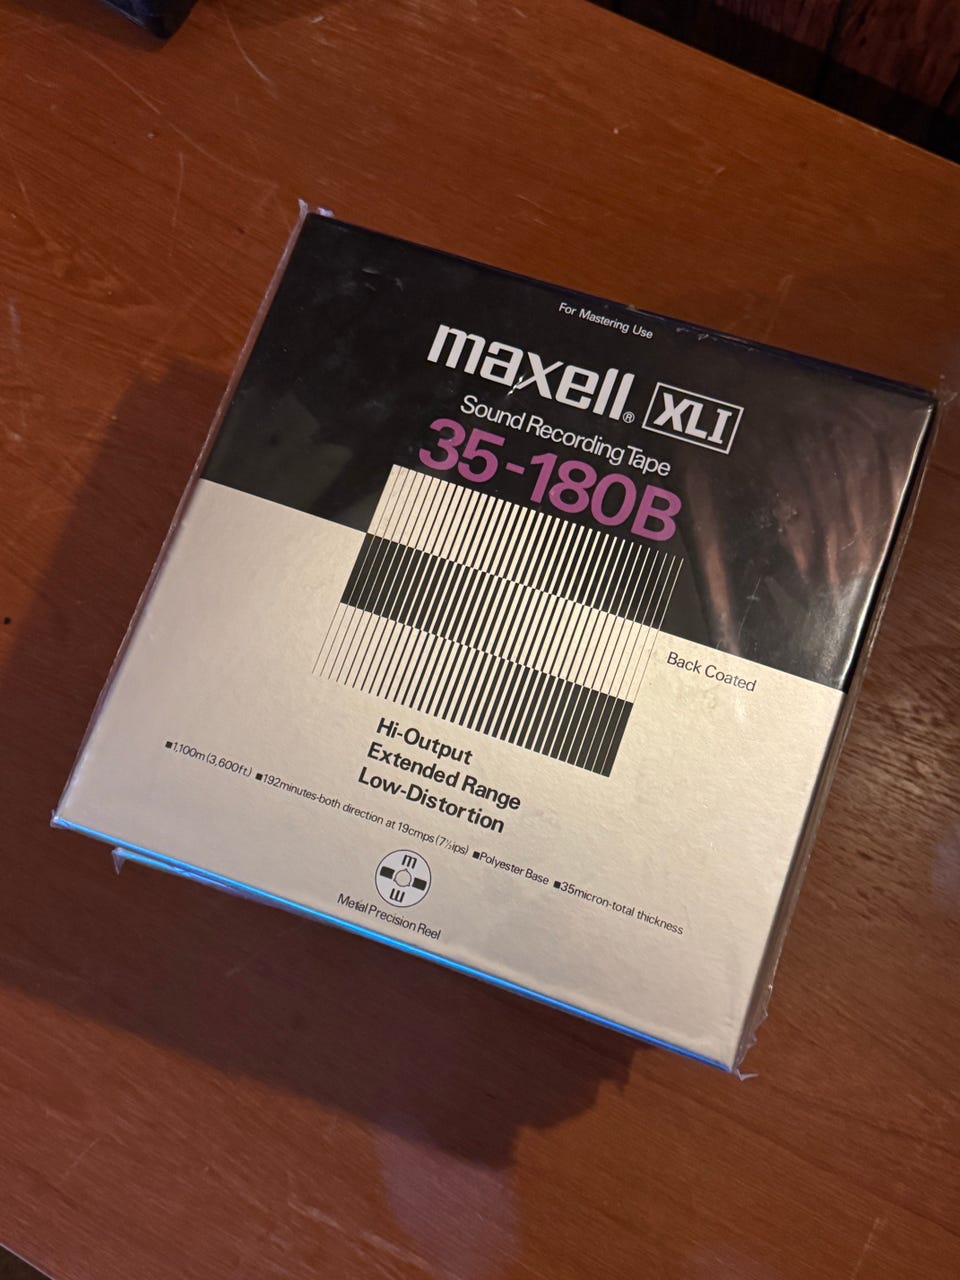 For Mastering Use
maxell® XLI
Sound Recording Tape
35-180B
Back Coated
Hi-Output
Extended Range
Low-Distortion
■1,100m (3,600ft.) ■192minutes-both direction at 19cmps (7½ips) ■Polyester Base ■35micron-total thickness
m
m
Metal Precision Reel